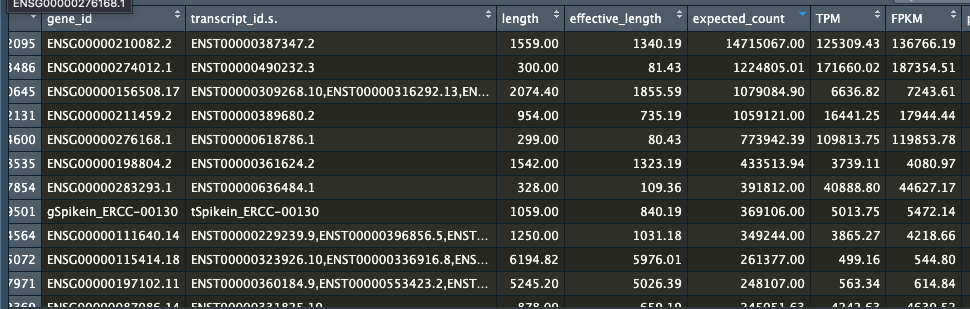 ENSG00000276168.1
gene_id transcript_id.s. length effective_length expected_count TPM FPKM
2095 ENSG00000210082.2 ENST00000387347.2 1559.00 1340.19 14715067.00 125309.43 136766.19
3486 ENSG00000274012.1 ENST00000490232.3 300.00 81.43 1224805.01 171660.02 187354.51
0645 ENSG00000156508.17 ENST00000309268.10,ENST00000316292.13,EN... 2074.40 1855.59 1079084.90 6636.82 7243.61
2131 ENSG00000211459.2 ENST00000389680.2 954.00 735.19 1059121.00 16441.25 17944.44
4600 ENSG00000276168.1 ENST00000618786.1 299.00 80.43 773942.39 109813.75 119853.78
8535 ENSG00000198804.2 ENST00000361624.2 1542.00 1323.19 433513.94 3739.11 4080.97
7854 ENSG00000283293.1 ENST00000636484.1 328.00 109.36 391812.00 40888.80 44627.17
9501 gSpikein_ERCC-00130 tSpikein_ERCC-00130 1059.00 840.19 369106.00 5013.75 5472.14
4564 ENSG00000111640.14 ENST00000229239.9,ENST00000396856.5,ENST... 1250.00 1031.18 349244.00 3865.27 4218.66
5072 ENSG00000115414.18 ENST00000323926.10,ENST00000336916.8,ENS... 6194.82 5976.01 261377.00 499.16 544.80
7971 ENSG00000197102.11 ENST00000360184.9,ENST00000553423.2,ENST... 5245.20 5026.39 248107.00 563.34 614.84